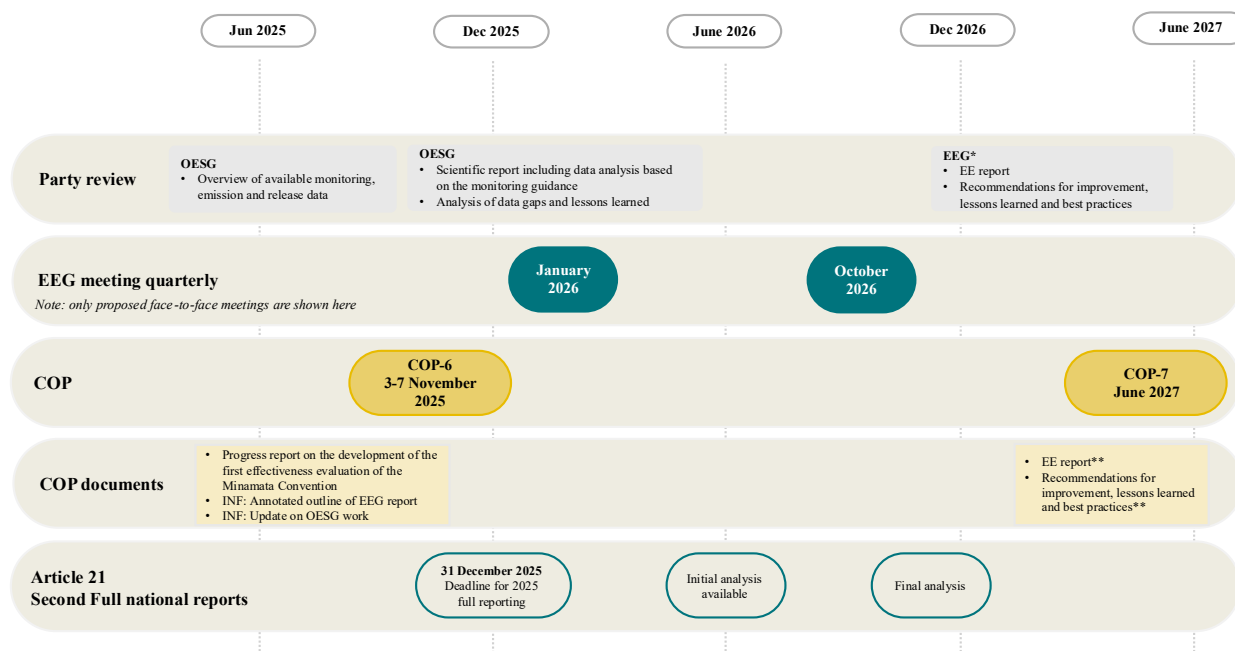 Jun 2025
Dec 2025
June 2026
Dec 2026
June 2027
Party review
OESG
• Overview of available monitoring,
emission and release data
OESG
• Scientific report including data analysis based
on the monitoring guidance
• Analysis of data gaps and lessons learned
EEG*
• EE report
• Recommendations for improvement,
lessons learned and best practices
EEG meeting quarterly
Note: only proposed face-to-face meetings are shown here
January
2026
October
2026
COP
COP-6
3-7 November
2025
COP-7
June 2027
COP documents
• Progress report on the development of the
first effectiveness evaluation of the
Minamata Convention
• INF: Annotated outline of EEG report
• INF: Update on OESG work
• EE report**
• Recommendations for
improvement, lessons learned
and best practices**
Article 21
Second Full national reports
31 December 2025
Deadline for 2025
full reporting
Initial analysis
available
Final analysis